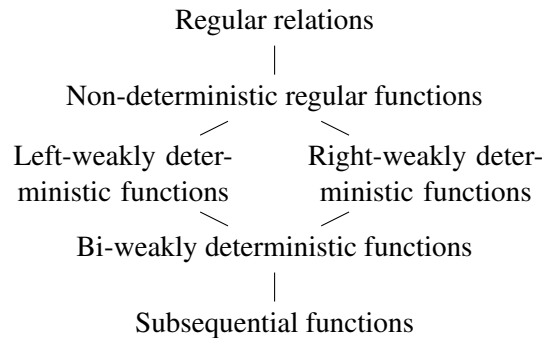 Regular relations
Non-deterministic regular functions
Left-weakly deter-
ministic functions
Right-weakly deter-
ministic functions
Bi-weakly deterministic functions
Subsequential functions